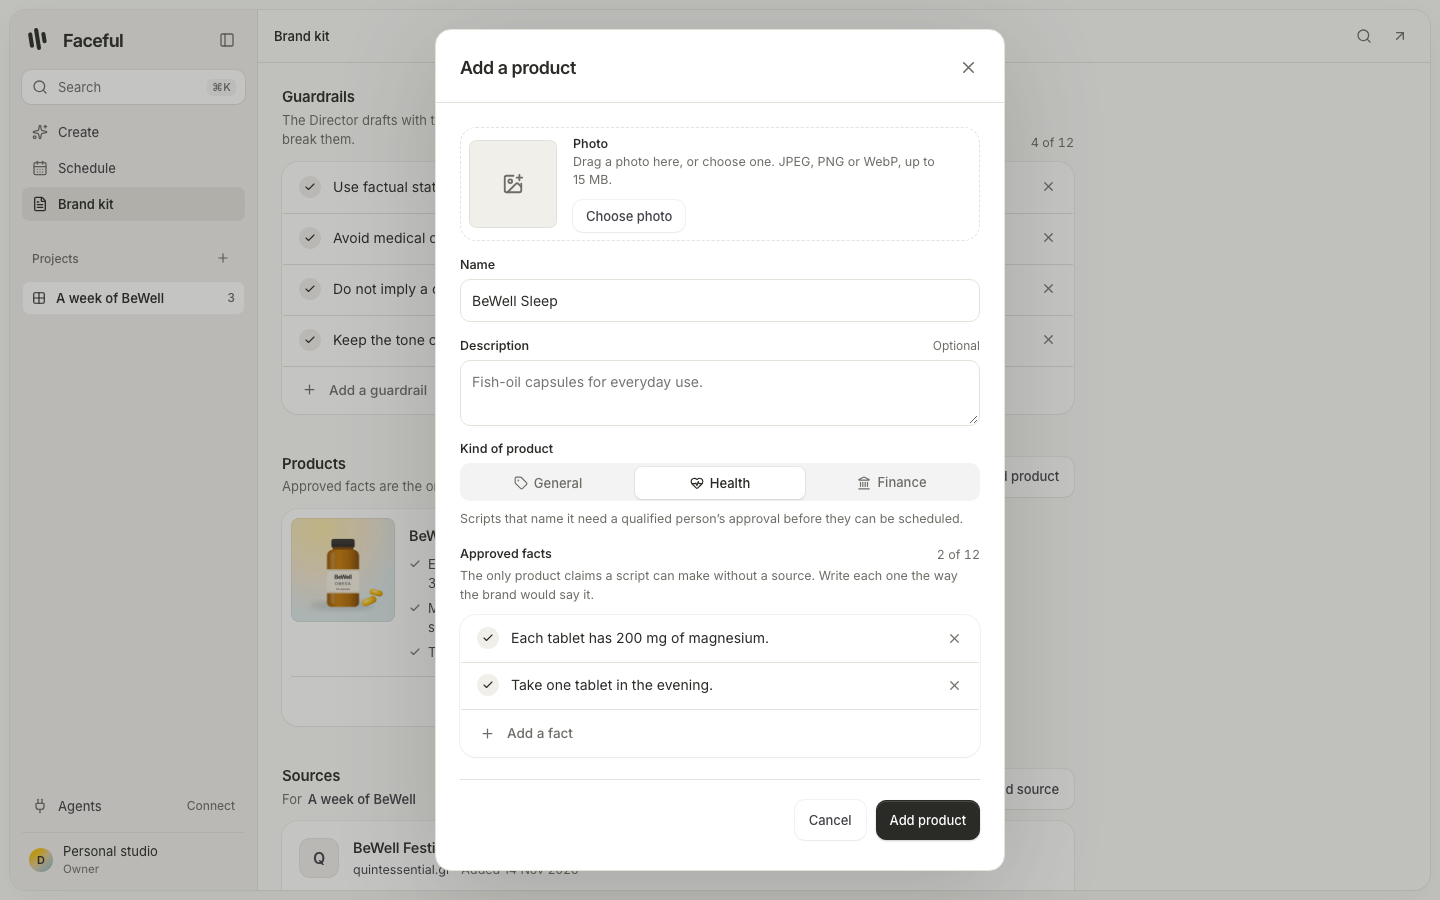 Faceful
Search
⌘K
Create
Schedule
Brand kit
Projects
A week of BeWell
3
Agents
Connect
D
Personal studio
Owner
Brand kit
Guardrails
The Director drafts with
break them.
4 of 12
Use factual
Avoid medical
Do not imply a
Keep the tone
Add a guardrail
Products
Approved facts are the
product
BeWell
OMEGA
Sources
For A week of BeWell
source
Q
BeWell
Add a product
Photo
Drag a photo here, or choose one. JPEG, PNG or WebP, up to
15 MB.
Choose photo
Name
BeWell Sleep
Description
Optional
Fish-oil capsules for everyday use.
Kind of product
General
Health
Finance
Scripts that name it need a qualified person’s approval before they can be scheduled.
Approved facts
2 of 12
The only product claims a script can make without a source. Write each one the way
the brand would say it.
Each tablet has 200 mg of magnesium.
Take one tablet in the evening.
Add a fact
Cancel
Add product